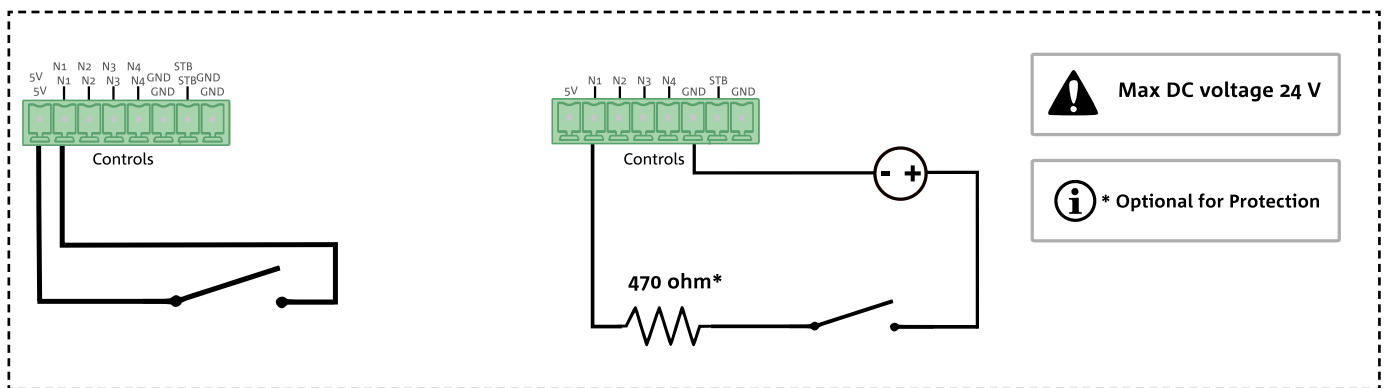 N1 N2 N3 N4 STB
5V N1 N2 N3 N4 GND STB GND
5V GND GND
Controls
N1 N2 N3 N4 STB
5V GND GND
Controls
- +
470 ohm*
Max DC voltage 24 V
* Optional for Protection